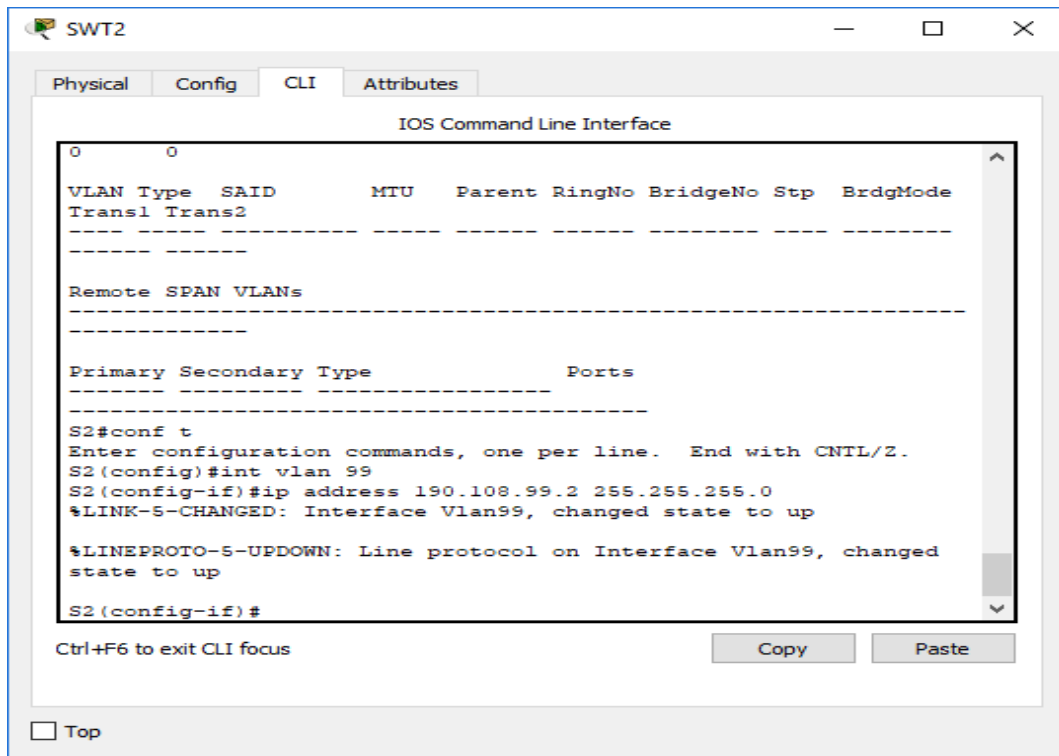 SWT2
Physical Config CLI Attributes
IOS Command Line Interface
0 0
VLAN Type SAID MTU Parent RingNo BridgeNo Stp BrdgMode
Trans1 Trans2
---- ----- ---------- ----- ------ ------ -------- ---- --------
------ ------
Remote SPAN VLANs
------------------------------------------------------------------
-------------
Primary Secondary Type Ports
------- --------- -----------------
-------------------------------------------
S2#conf t
Enter configuration commands, one per line. End with CNTL/Z.
S2(config)#int vlan 99
S2(config-if)#ip address 190.108.99.2 255.255.255.0
%LINK-5-CHANGED: Interface Vlan99, changed state to up
%LINEPROTO-5-UPDOWN: Line protocol on Interface Vlan99, changed
state to up
S2(config-if)#
Ctrl+F6 to exit CLI focus
Copy Paste
Top